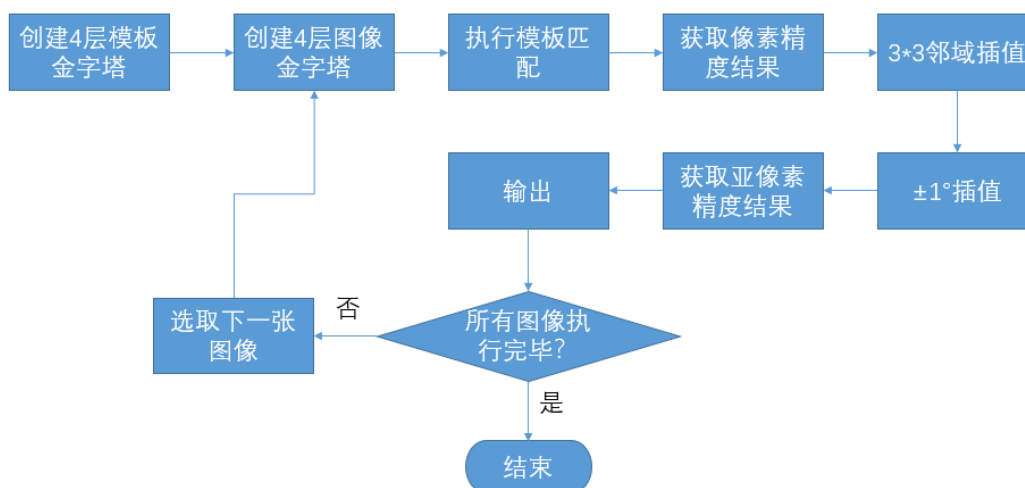 创建4层模板
金字塔
创建4层图像
金字塔
执行模板匹
配
获取像素精
度结果
3*3邻域插值
±1°插值
获取亚像素
精度结果
输出
所有图像执
行完毕?
否
选取下一张
图像
是
结束